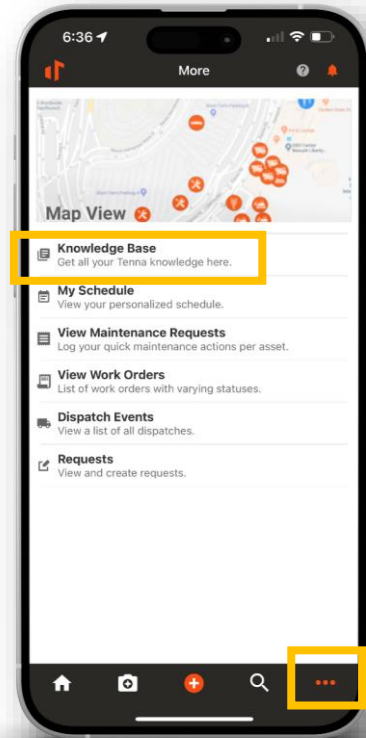 6:36
More
Map View
Knowledge Base
Get all your Tenna knowledge here.
My Schedule
View your personalized schedule.
View Maintenance Requests
Log your quick maintenance actions per asset.
View Work Orders
List of work orders with varying statuses.
Dispatch Events
View a list of all dispatches.
Requests
View and create requests.